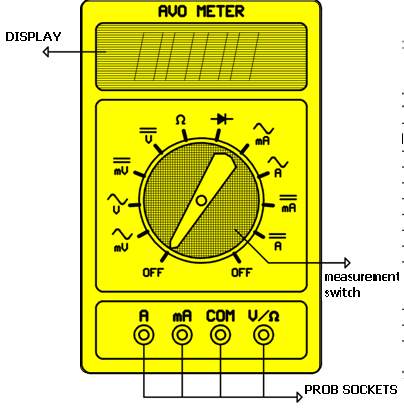 AVO METER
DISPLAY
Ω
V
mA
mV
A
V
mA
mV
A
OFF OFF
measurement
switch
A mA COM V/Ω
PROB SOCKETS